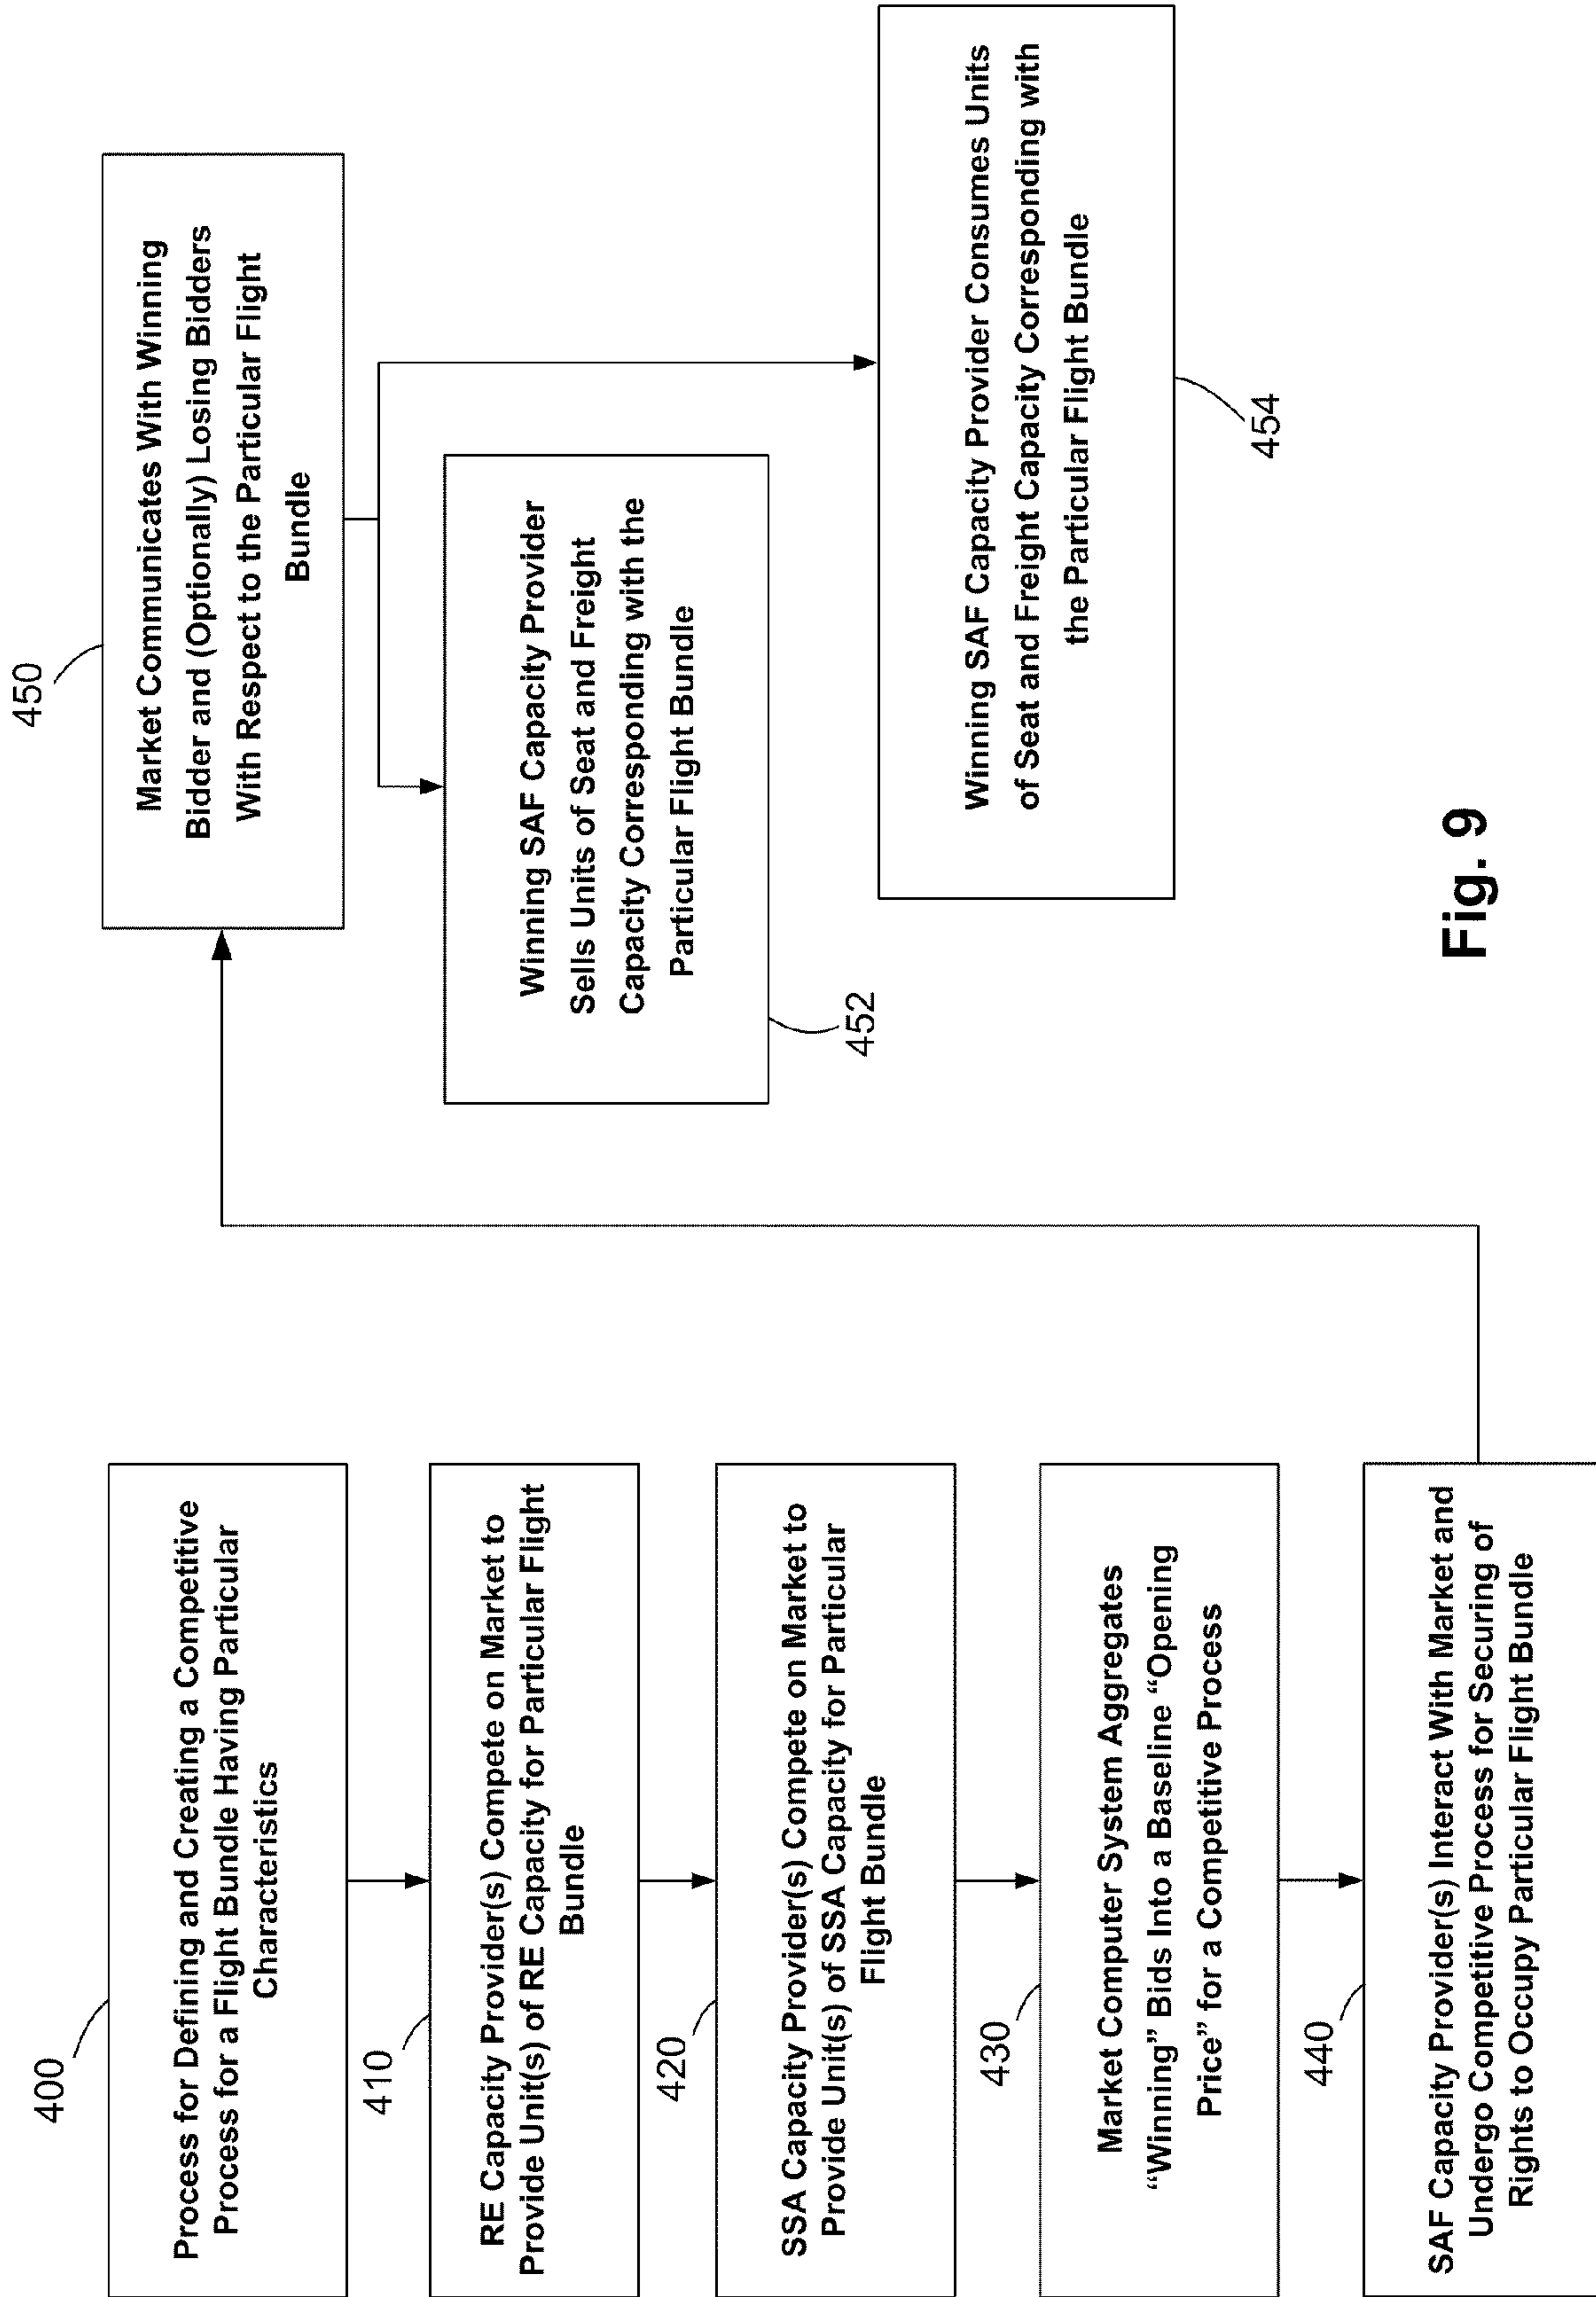 400
Process for Defining and Creating a Competitive
Process for a Flight Bundle Having Particular
Characteristics
410
RE Capacity Provider(s) Compete on Market to
Provide Unit(s) of RE Capacity for Particular Flight
Bundle
420
SSA Capacity Provider(s) Compete on Market to
Provide Unit(s) of SSA Capacity for Particular
Flight Bundle
430
Market Computer System Aggregates
“Winning” Bids Into a Baseline “Opening
Price” for a Competitive Process
440
SAF Capacity Provider(s) Interact With Market and
Undergo Competitive Process for Securing of
Rights to Occupy Particular Flight Bundle
450
Market Communicates With Winning
Bidder and (Optionally) Losing Bidders
With Respect to the Particular Flight
Bundle
452
Winning SAF Capacity Provider
Sells Units of Seat and Freight
Capacity Corresponding with the
Particular Flight Bundle
454
Winning SAF Capacity Provider Consumes Units
of Seat and Freight Capacity Corresponding with
the Particular Flight Bundle
Fig. 9